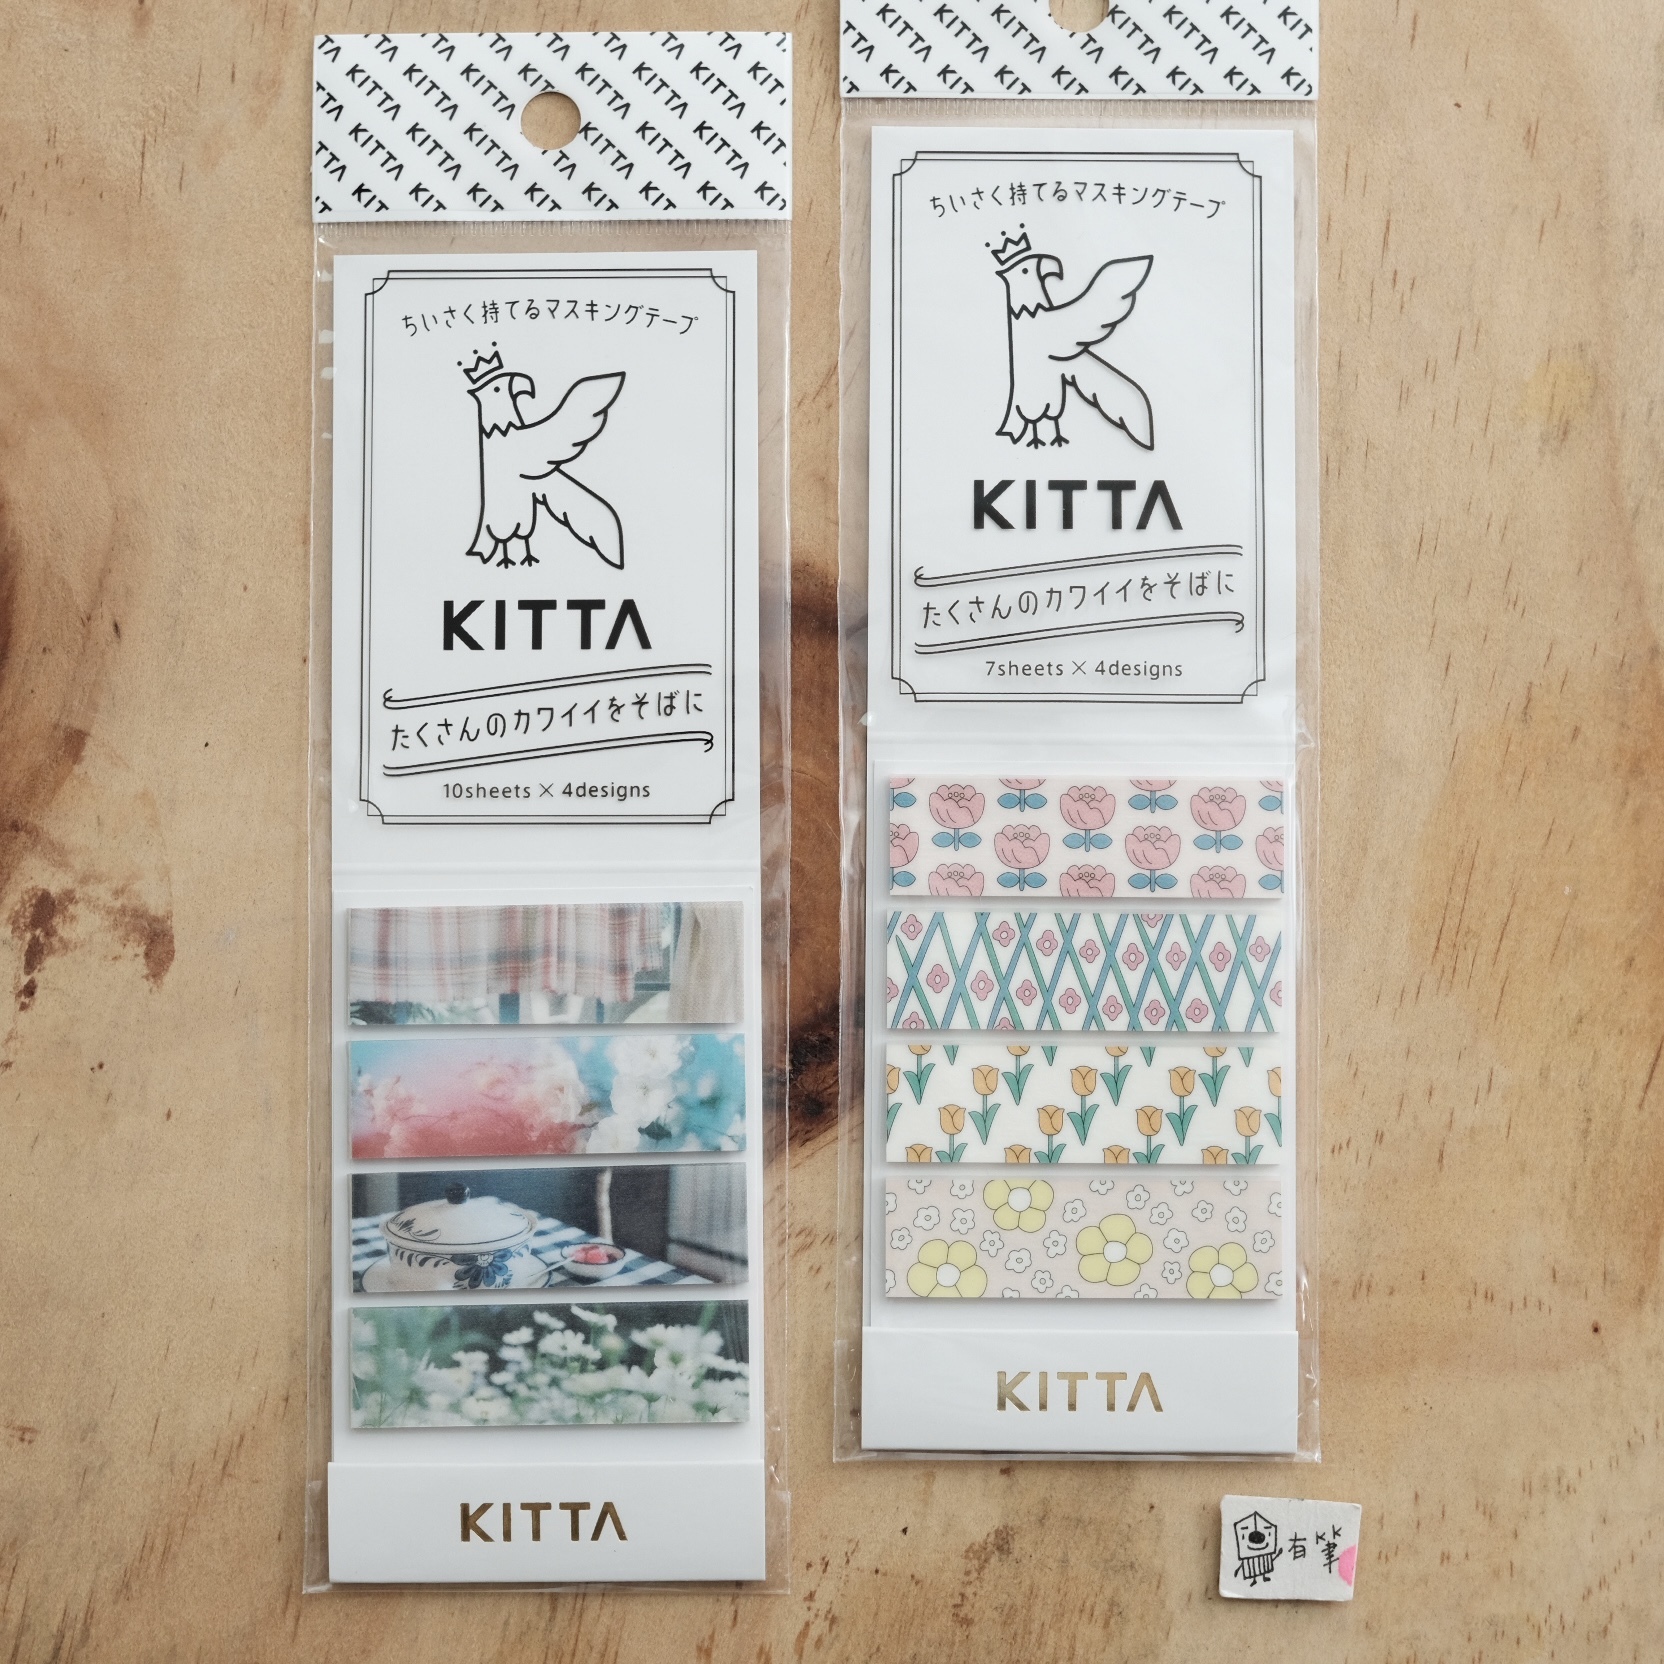 KITTA
ちいさく持てるマスキングテープ
KITTA
たくさんのカワイイをそばに
10sheets×4designs
KITTA
KITTA
ちいさく持てるマスキングテープ
KITTA
たくさんのカワイイをそばに
7sheets×4designs
KITTA
有筆